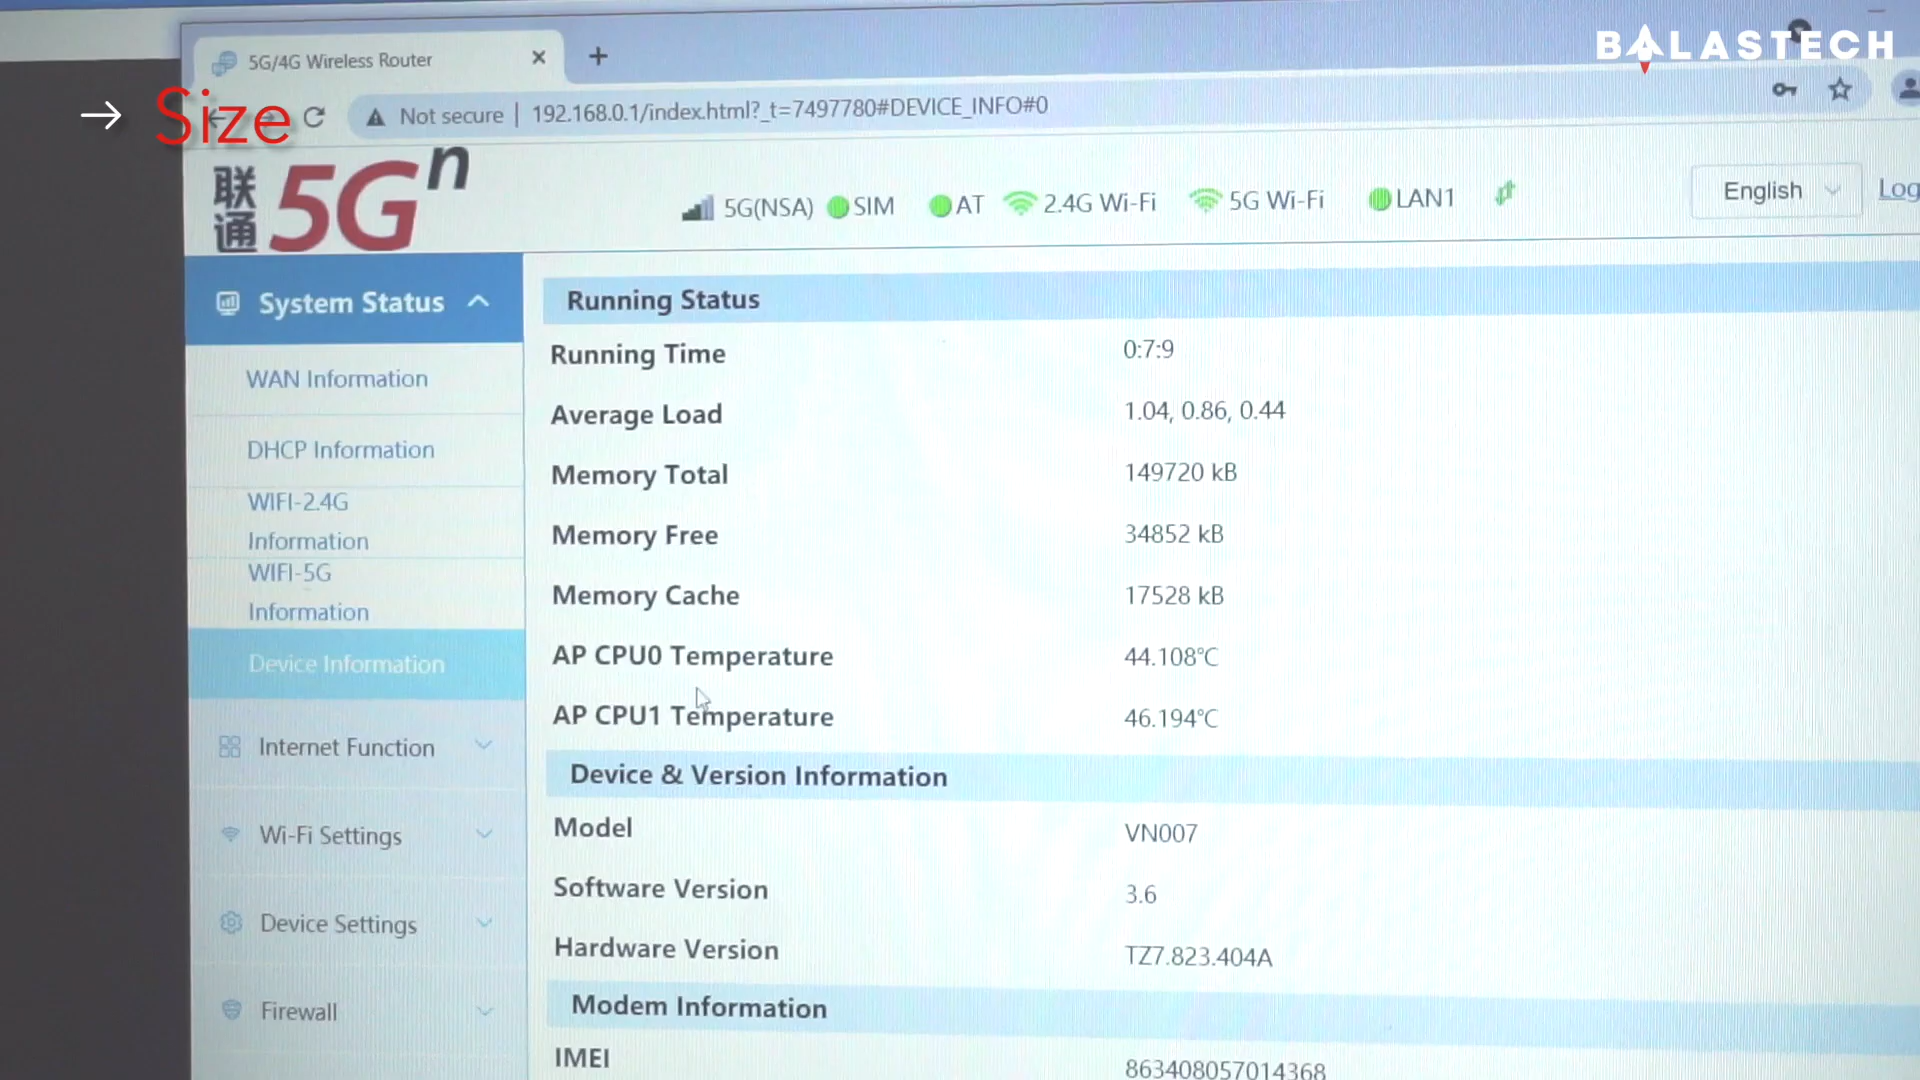 BALASTECH
5G/4G Wireless Router
→ Size
Not secure | 192.168.0.1/index.html?_t=7497780#DEVICE_INFO#0
联通 5Gn
5G(NSA) SIM AT 2.4G Wi-Fi 5G Wi-Fi LAN1 English Log
System Status
WAN Information
DHCP Information
WIFI-2.4G
Information
WIFI-5G
Information
Device Information
Internet Function
Wi-Fi Settings
Device Settings
Firewall
Running Status
Running Time 0:7:9
Average Load 1.04, 0.86, 0.44
Memory Total 149720 kB
Memory Free 34852 kB
Memory Cache 17528 kB
AP CPU0 Temperature 44.108°C
AP CPU1 Temperature 46.194°C
Device & Version Information
Model VN007
Software Version 3.6
Hardware Version TZ7.823.404A
Modem Information
IMEI 863408057014368